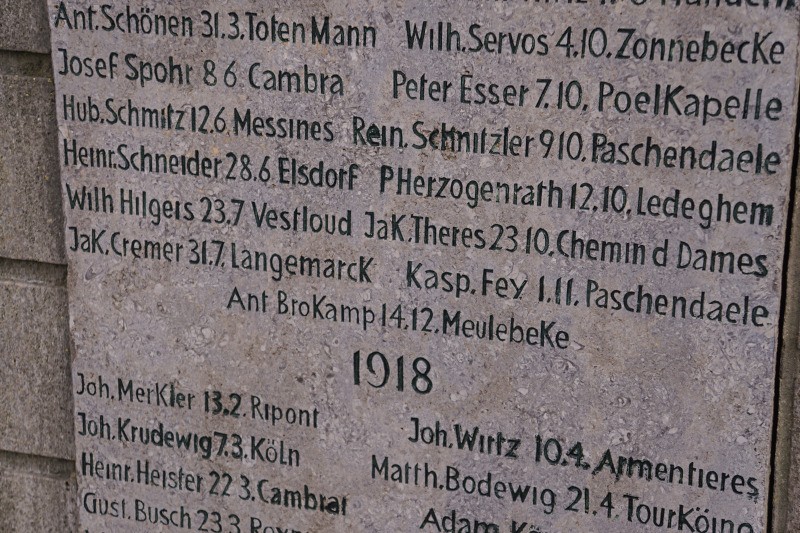 Ant. Schönen 31.3. Toten Mann
Josef Spohr 8 6. Cambra
Hub. Schmitz 12.6. Messines
Heinr. Schneider 28.6 Elsdorf
Wilh Hilgers 23.7 Vestloud
Jak. Cremer 31.7. Langemarck
Wilh. Servos 4.10. Zonnebecke
Peter Esser 7.10. Poelkapelle
Rein. Schnitzler 9 10. Paschendaele
P Herzogenrath 12.10. Ledeghem
Jak. Theres 23 10. Chemin d Dames
Kasp. Fey 1.11. Paschendaele
Ant Brokamp 14.12. Meulebeke
1918
Joh. Merkler 13.2. Ripont
Joh. Krudewig 7.3. Köln
Heinr. Heister 22 3. Cambrai
Gust. Busch 23 3
Joh. Wirtz 10.4. Armentieres
Matth. Bodewig 21.4. Tourkoing
Adam